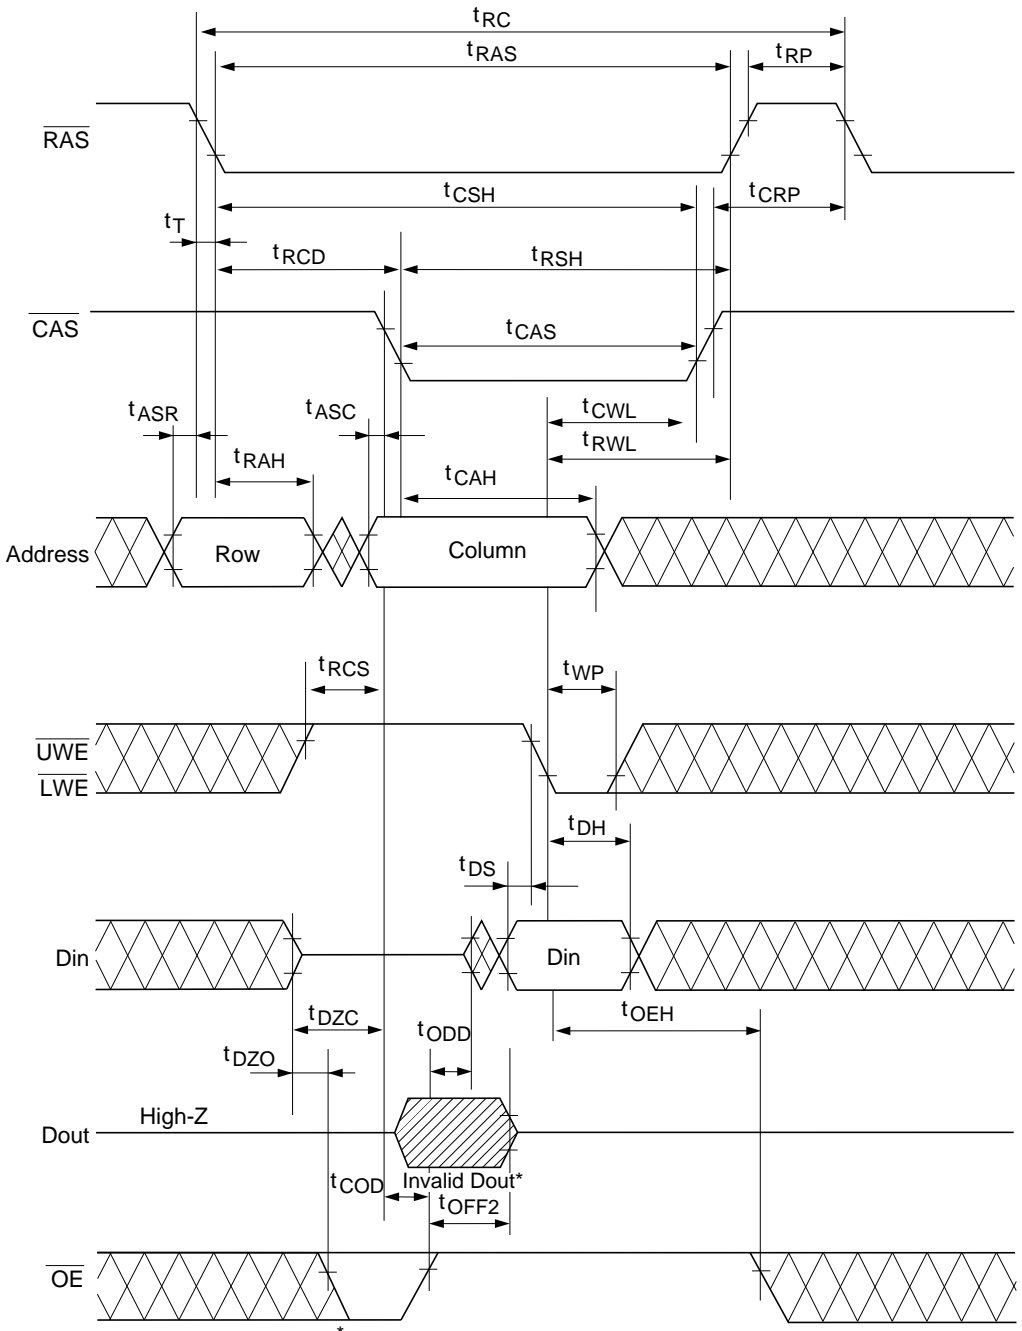 tRC
tRAS
tRP
RAS
tCSH
tCRP
tT
tRCD
tRSH
CAS
tCAS
tASR
tASC
tCWL
tRWL
tRAH
tCAH
Address
Row
Column
tRCS
tWP
UWE
LWE
tDH
tDS
Din
Din
tDZC
tODD
tOEH
tDZO
High-Z
Dout
Invalid Dout*
tCOD
tOFF2
OE
*